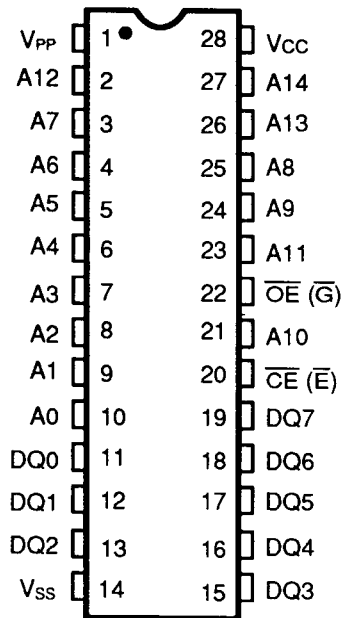 VPP 1 28 VCC
A12 2 27 A14
A7 3 26 A13
A6 4 25 A8
A5 5 24 A9
A4 6 23 A11
A3 7 22 O̅E̅ (G̅)
A2 8 21 A10
A1 9 20 C̅E̅ (E̅)
A0 10 19 DQ7
DQ0 11 18 DQ6
DQ1 12 17 DQ5
DQ2 13 16 DQ4
VSS 14 15 DQ3